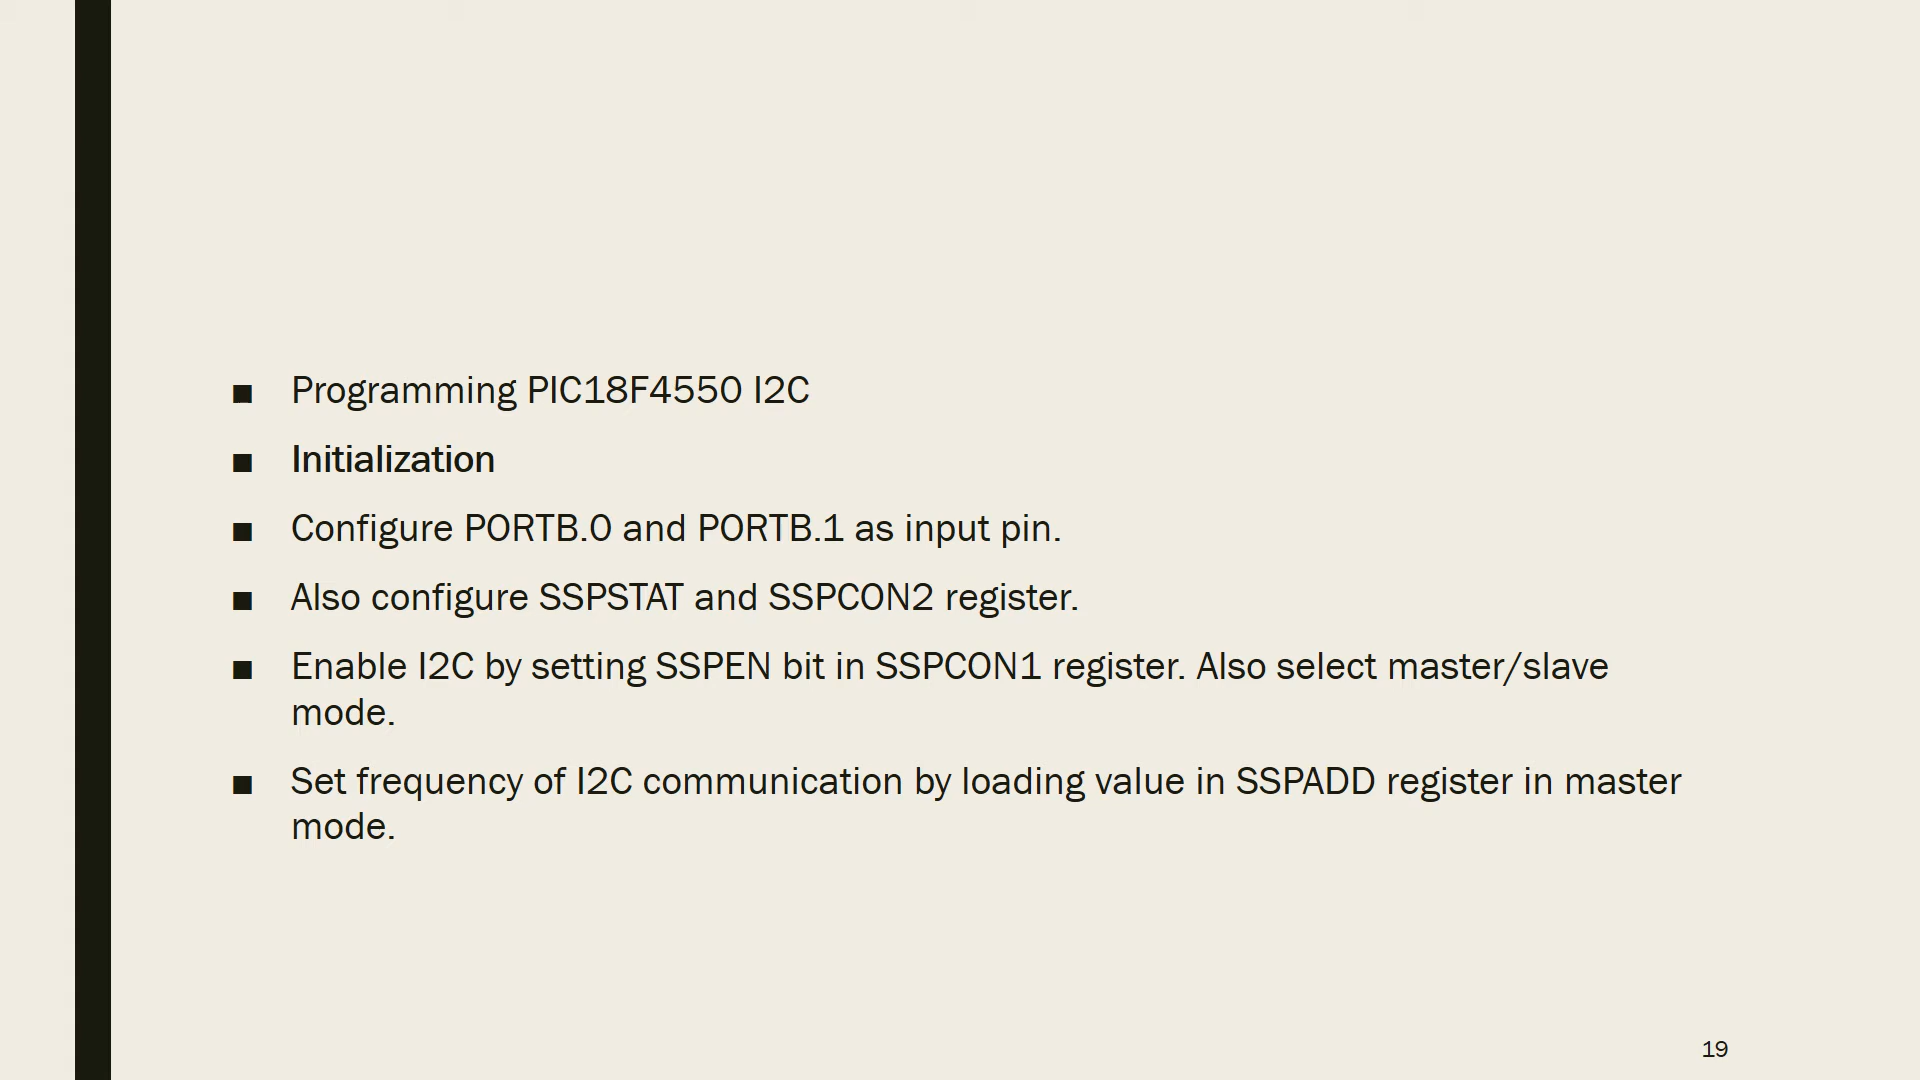 ■ Programming PIC18F4550 I2C
■ Initialization
■ Configure PORTB.0 and PORTB.1 as input pin.
■ Also configure SSPSTAT and SSPCON2 register.
■ Enable I2C by setting SSPEN bit in SSPCON1 register. Also select master/slave
mode.
■ Set frequency of I2C communication by loading value in SSPADD register in master
mode.
19